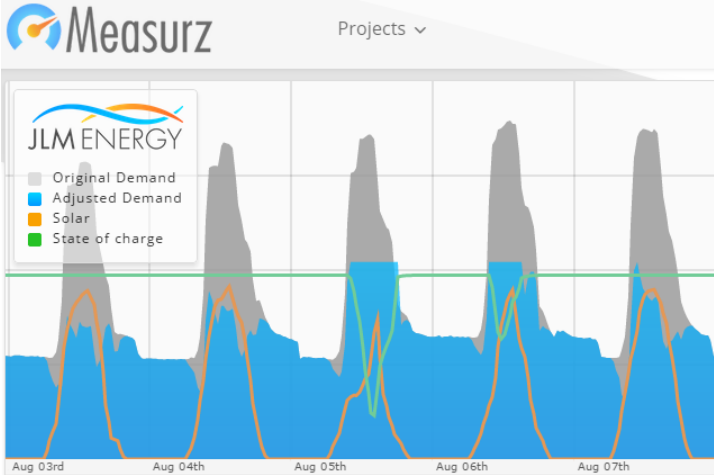 Measurz
Projects
JLM ENERGY
Original Demand
Adjusted Demand
Solar
State of charge
Aug 03rd
Aug 04th
Aug 05th
Aug 06th
Aug 07th